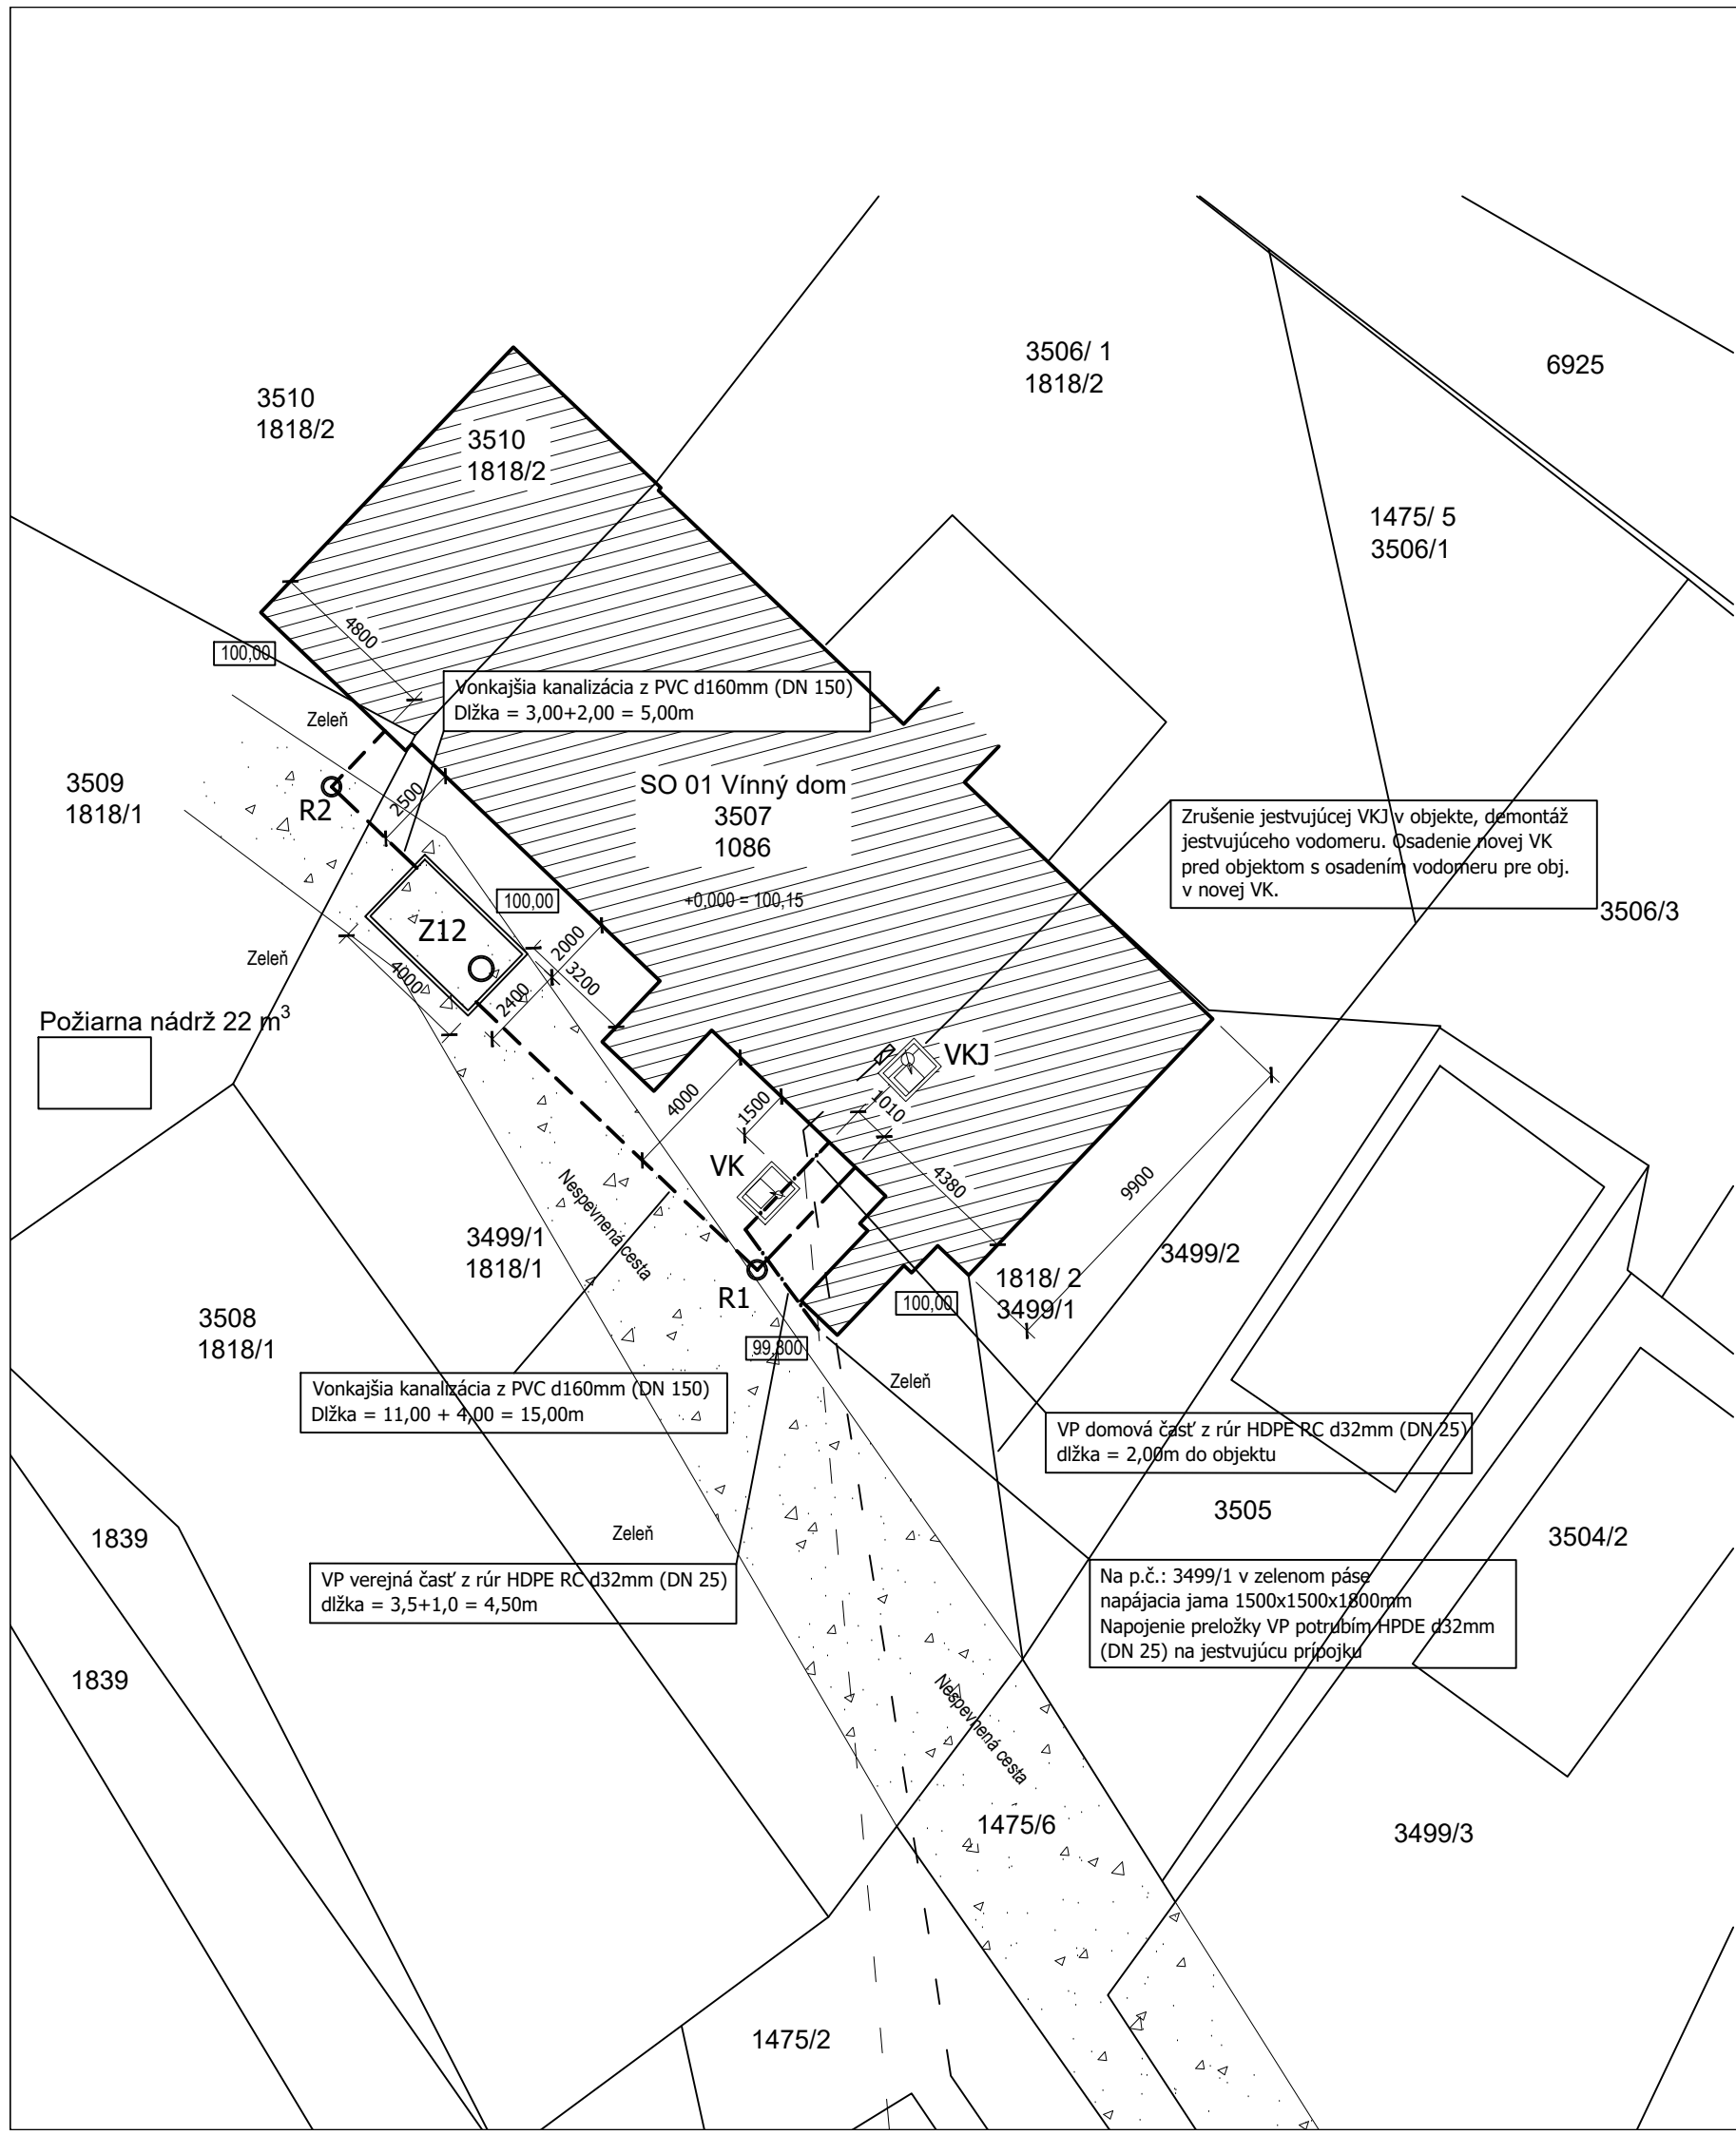 3506/ 1
1818/2
6925
3510
1818/2
3510
1818/2
1475/ 5
3506/1
4800
100,00
Vonkajšia kanalizácia z PVC d160mm (DN 150)
Dlžka = 3,00+2,00 = 5,00m
Zeleň
3509
1818/1
R2
2500
SO 01 Vínný dom
3507
1086
+0,000 = 100,15
Zrušenie jestvujúcej VKJ v objekte, demontáž
jestvujúceho vodomeru. Osadenie novej VK
pred objektom s osadením vodomeru pre obj.
v novej VK.
3506/3
100,00
Z12
2000
3200
4000
2400
Zeleň
Požiarna nádrž 22 m³
VKJ
1010
4000
1500
VK
4380
9900
Nespevnená cesta
3499/1
1818/1
3499/2
R1
1818/ 2
3499/1
100,00
99,800
3508
1818/1
Zeleň
Vonkajšia kanalizácia z PVC d160mm (DN 150)
Dlžka = 11,00 + 4,00 = 15,00m
VP domová časť z rúr HDPE RC d32mm (DN 25)
dlžka = 2,00m do objektu
3505
3504/2
1839
Zeleň
VP verejná časť z rúr HDPE RC d32mm (DN 25)
dlžka = 3,5+1,0 = 4,50m
Na p.č.: 3499/1 v zelenom páse
napájacia jama 1500x1500x1800mm
Napojenie preložky VP potrubím HPDE d32mm
(DN 25) na jestvujúcu prípojku
1839
Nespevnená cesta
1475/6
3499/3
1475/2